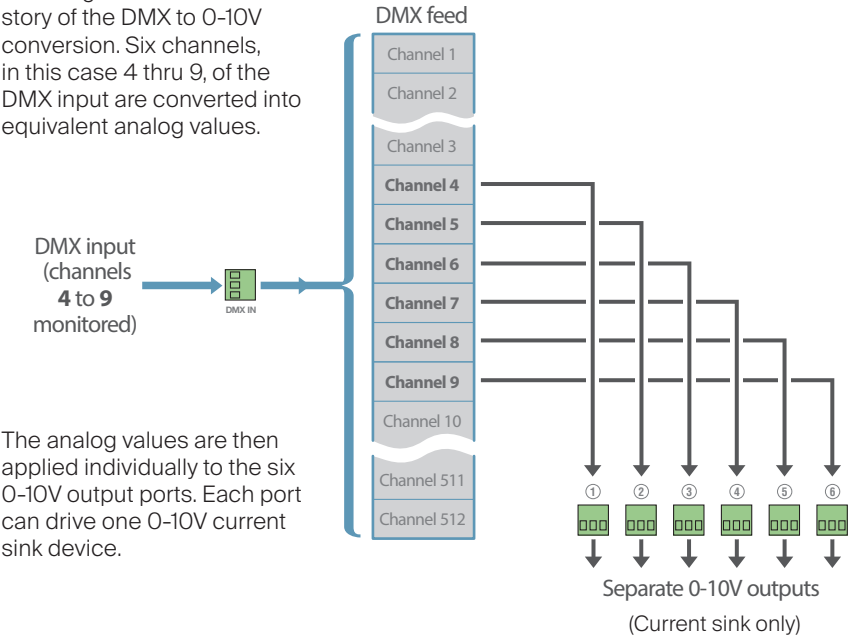 story of the DMX to 0-10V
conversion. Six channels,
in this case 4 thru 9, of the
DMX input are converted into
equivalent analog values.
DMX feed
Channel 1
Channel 2
Channel 3
Channel 4
Channel 5
Channel 6
Channel 7
Channel 8
Channel 9
Channel 10
Channel 511
Channel 512
DMX input
(channels
4 to 9
monitored)
DMX IN
The analog values are then
applied individually to the six
0-10V output ports. Each port
can drive one 0-10V current
sink device.
① ② ③ ④ ⑤ ⑥
Separate 0-10V outputs
(Current sink only)